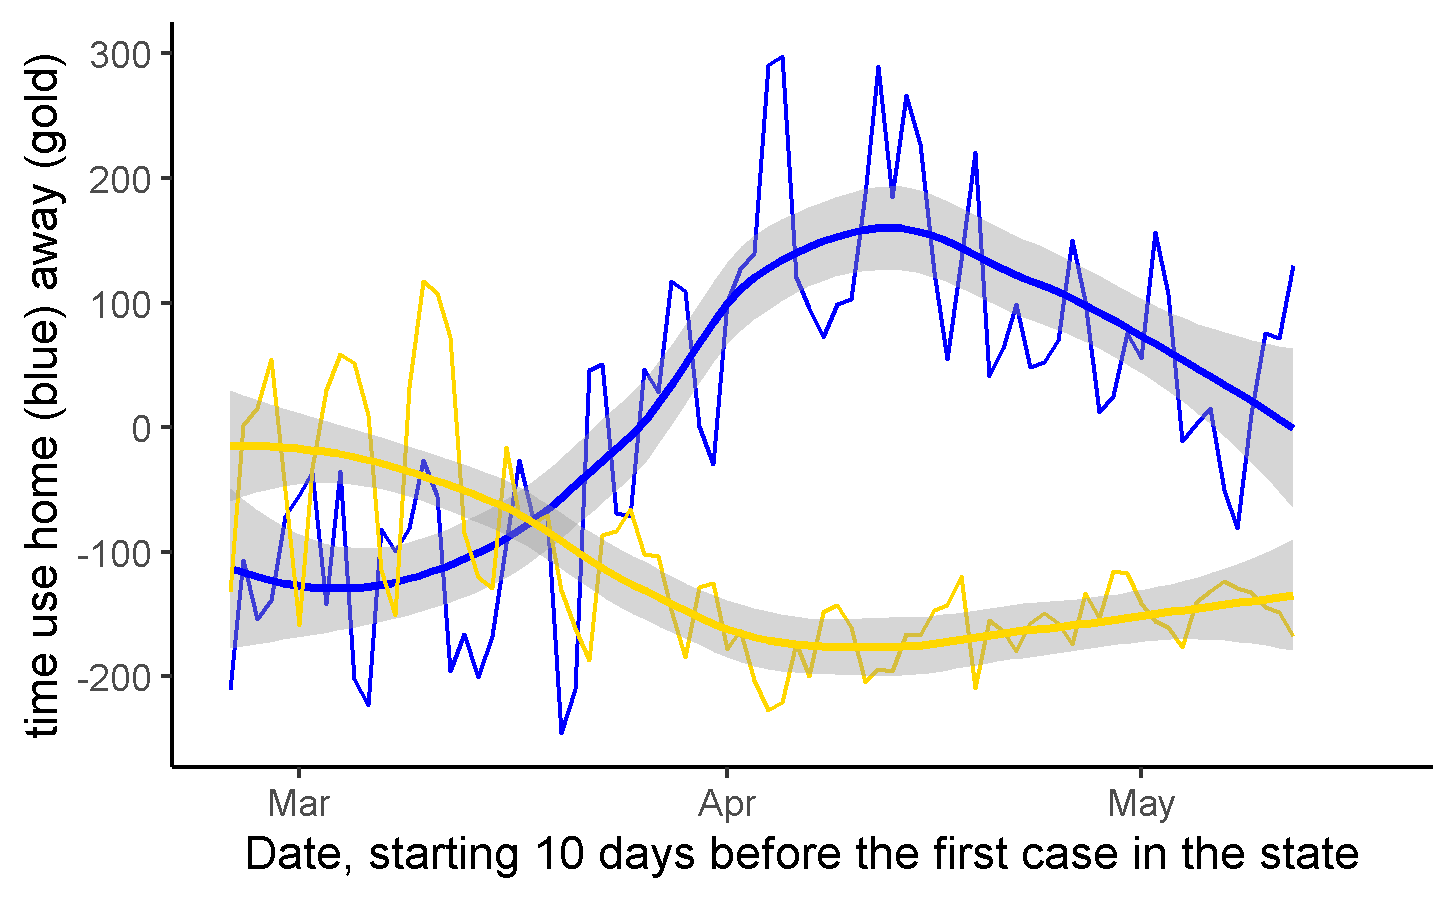 time use home (blue) away (gold)
300
200
100
0
-100
-200
Mar
Apr
May
Date, starting 10 days before the first case in the state